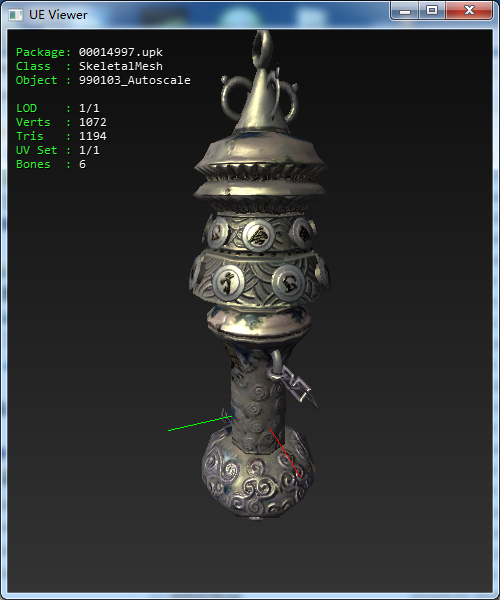 UE Viewer
Package: 00014997.upk
Class : SkeletalMesh
Object : 990103_Autoscale
LOD : 1/1
Verts : 1072
Tris : 1194
UV Set : 1/1
Bones : 6